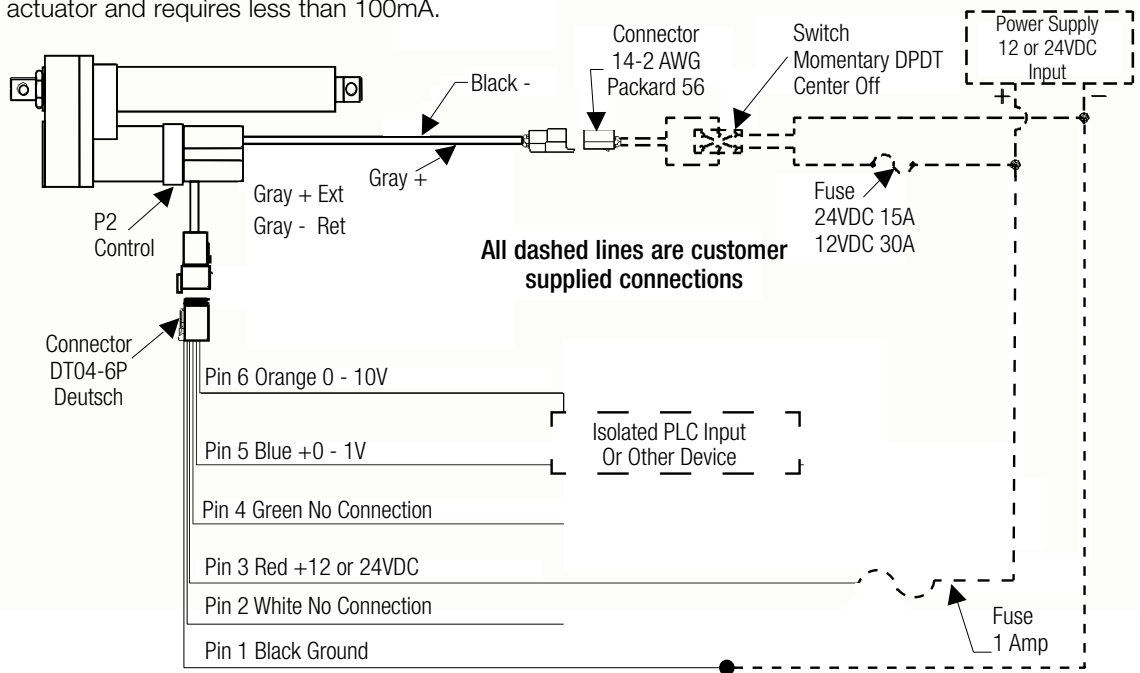 actuator and requires less than 100mA.
Connector
14-2 AWG
Packard 56
Switch
Momentary DPDT
Center Off
Power Supply
12 or 24VDC
Input
+
−
Black -
Gray +
Gray + Ext
Gray - Ret
P2
Control
Fuse
24VDC 15A
12VDC 30A
All dashed lines are customer
supplied connections
Connector
DT04-6P
Deutsch
Pin 6 Orange 0 - 10V
Isolated PLC Input
Or Other Device
Pin 5 Blue +0 - 1V
Pin 4 Green No Connection
Pin 3 Red +12 or 24VDC
Pin 2 White No Connection
Fuse
1 Amp
Pin 1 Black Ground